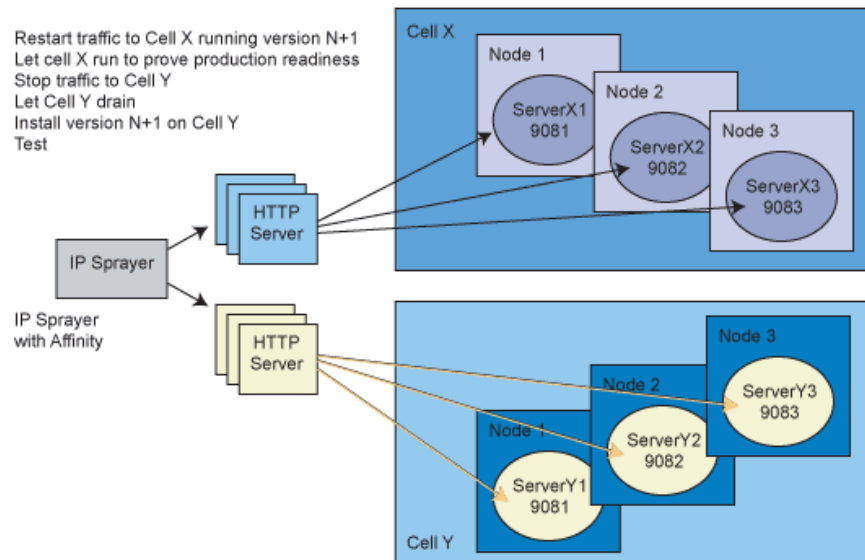 Restart traffic to Cell X running version N+1
Let cell X run to prove production readiness
Stop traffic to Cell Y
Let Cell Y drain
Install version N+1 on Cell Y
Test
Cell X
Node 1
ServerX1
9081
Node 2
ServerX2
9082
Node 3
ServerX3
9083
HTTP
Server
IP Sprayer
IP Sprayer
with Affinity
HTTP
Server
Node 3
ServerY3
9083
Node 2
ServerY2
9082
Node 1
ServerY1
9081
Cell Y